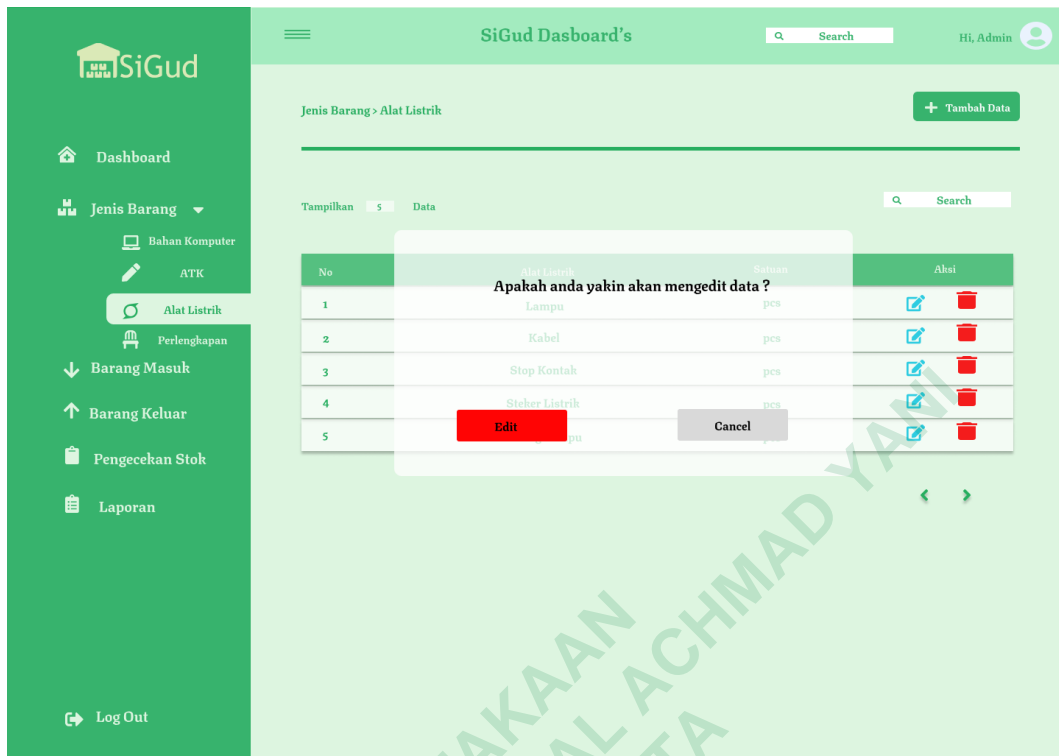 SiGud
SiGud Dasboard's
Search
Hi, Admin
Jenis Barang > Alat Listrik
+ Tambah Data
Dashboard
Jenis Barang
Bahan Komputer
ATK
Alat Listrik
Perlengkapan
Barang Masuk
Barang Keluar
Pengecekan Stok
Laporan
Log Out
Tampilkan 5 Data
Search
No Alat Listrik Satuan Aksi
Apakah anda yakin akan mengedit data ?
1 Lampu pcs
2 Kabel pcs
3 Stop Kontak pcs
4 Steker Listrik pcs
5
Edit Cancel
ACHMAD YANI